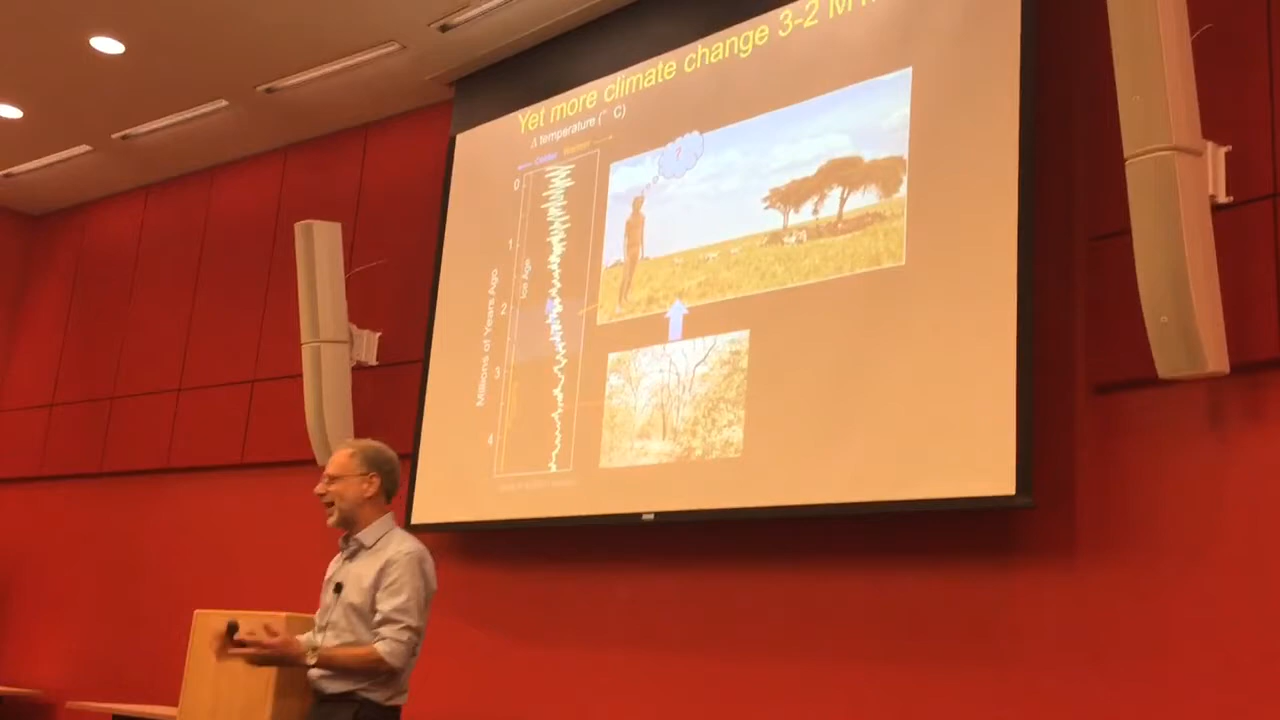 Yet more climate change 3-2 M
Δ temperature (° C)
Colder Warmer
0
1
2
3
4
Millions of Years Ago
Ice Age
?